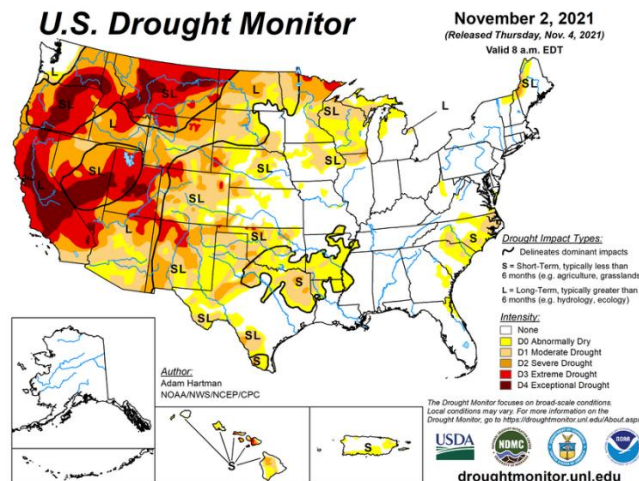 U.S. Drought Monitor
November 2, 2021
(Released Thursday, Nov. 4, 2021)
Valid 8 a.m. EDT
L
SL
SL
L
SL
L
SL
L
SL
SL
SL
SL
SL
L
SL
SL
S
S
SL
SL
S
Drought Impact Types:
Delineates dominant impacts
S = Short-Term, typically less than
6 months (e.g. agriculture, grasslands
L = Long-Term, typically greater than
6 months (e.g. hydrology, ecology)
Intensity:
None
D0 Abnormally Dry
D1 Moderate Drought
D2 Severe Drought
D3 Extreme Drought
D4 Exceptional Drought
Author:
Adam Hartman
NOAA/NWS/NCEP/CPC
S
S
The Drought Monitor focuses on broad-scale conditions.
Local conditions may vary. For more information on the
Drought Monitor, go to https://droughtmonitor.unl.edu/About.asp
USDA
NDMC
NOAA
droughtmonitor.unl.edu